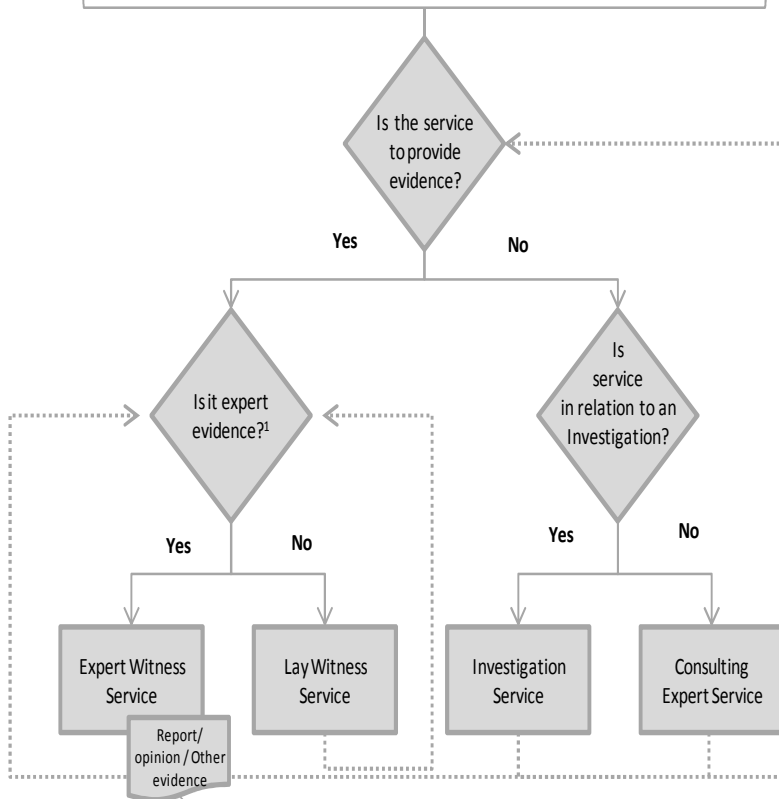 Is the service
to provide
evidence?
Yes
No
Is it expert
evidence?¹
Is
service
in relation to an
Investigation?
Yes
No
Yes
No
Expert Witness
Service
Lay Witness
Service
Investigation
Service
Consulting
Expert Service
Report/
opinion / Other
evidence